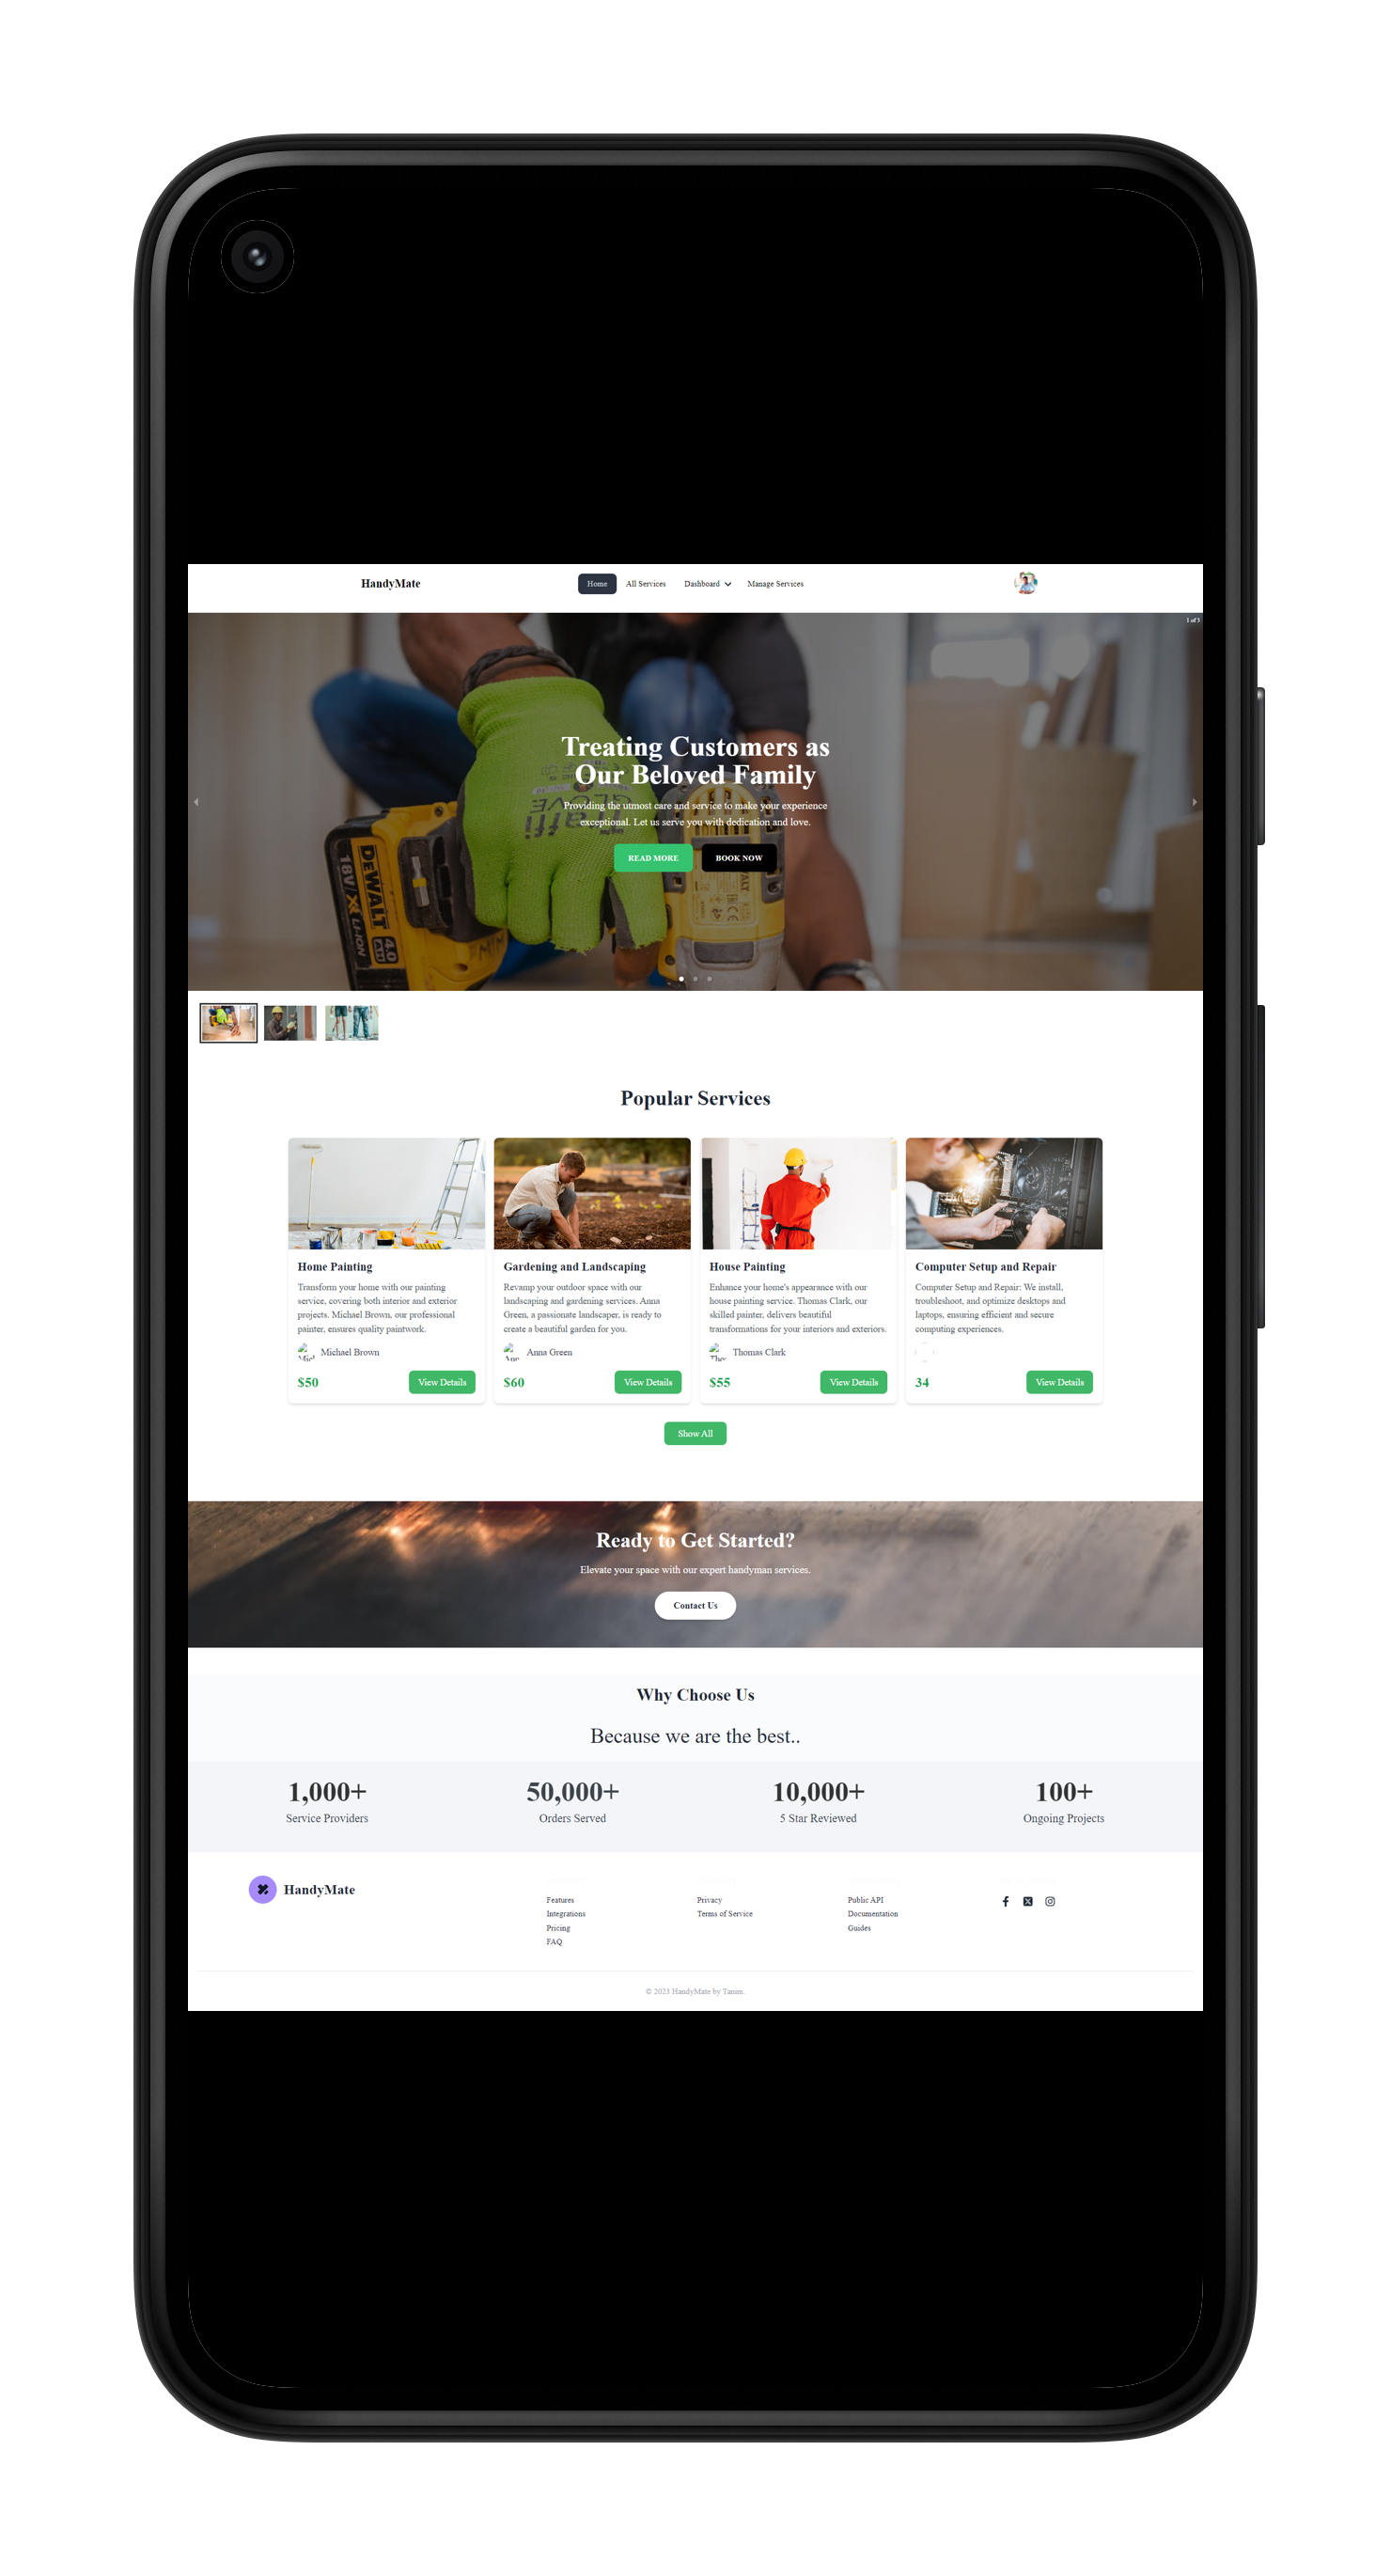 HandyMate
Home All Services Dashboard Manage Services
1 of 3
Treating Customers as
Our Beloved Family
Providing the utmost care and service to make your experience
exceptional. Let us serve you with dedication and love.
READ MORE BOOK NOW
DEWALT
18V XR LI-ION
4.0
Popular Services
Home Painting
Transform your home with our painting
service, covering both interior and exterior
projects. Michael Brown, our professional
painter, ensures quality paintwork.
Michael Brown
$50 View Details
Gardening and Landscaping
Revamp your outdoor space with our
landscaping and gardening services. Anna
Green, a passionate landscaper, is ready to
create a beautiful garden for you.
Anna Green
$60 View Details
House Painting
Enhance your home's appearance with our
house painting service. Thomas Clark, our
skilled painter, delivers beautiful
transformations for your interiors and exteriors.
Thomas Clark
$55 View Details
Computer Setup and Repair
Computer Setup and Repair: We install,
troubleshoot, and optimize desktops and
laptops, ensuring efficient and secure
computing experiences.
34 View Details
Show All
Ready to Get Started?
Elevate your space with our expert handyman services.
Contact Us
Why Choose Us
Because we are the best..
1,000+ 50,000+ 10,000+ 100+
Service Providers Orders Served 5 Star Reviewed Ongoing Projects
HandyMate
Features
Integrations
Pricing
FAQ
Privacy
Terms of Service
Public API
Documentation
Guides
© 2023 HandyMate by Tanim.